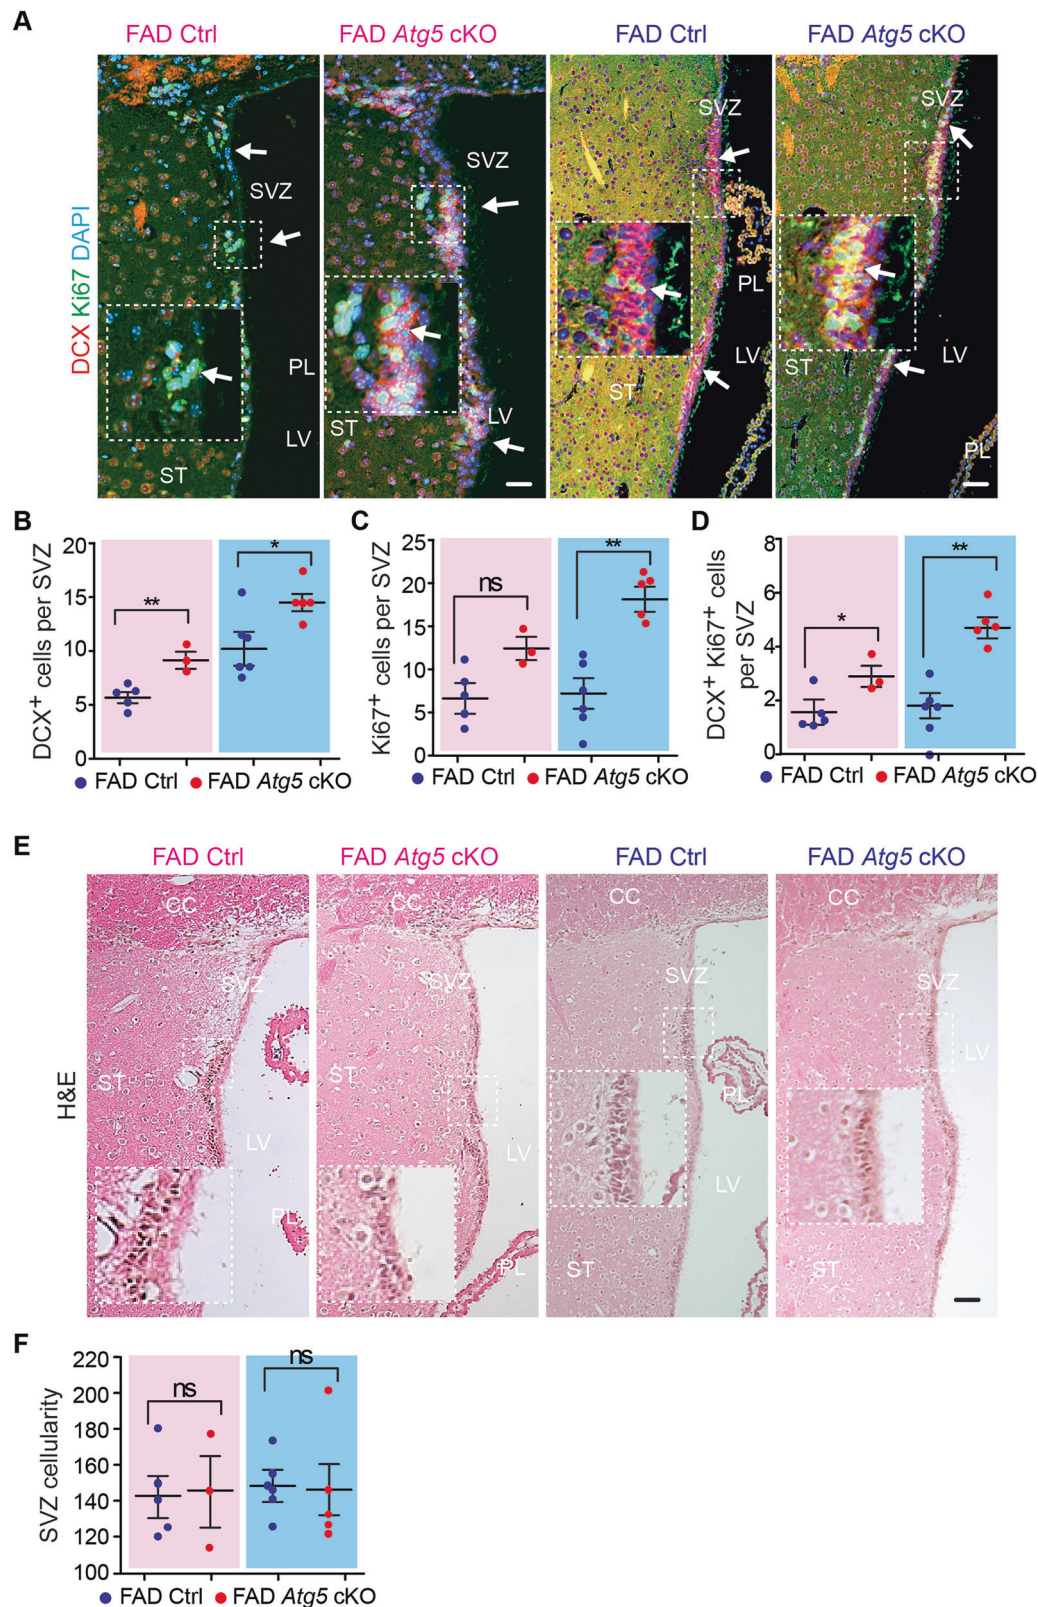 A
FAD Ctrl
FAD Atg5 cKO
FAD Ctrl
FAD Atg5 cKO
DCX Ki67 DAPI
SVZ
PL
LV
ST
SVZ
LV
ST
SVZ
PL
LV
ST
SVZ
LV
ST
PL
B
DCX+ cells per SVZ
20
15
10
5
0
**
*
FAD Ctrl
FAD Atg5 cKO
C
Ki67+ cells per SVZ
25
20
15
10
5
0
ns
**
FAD Ctrl
FAD Atg5 cKO
D
DCX+ Ki67+ cells
per SVZ
8
6
4
2
0
*
**
FAD Ctrl
FAD Atg5 cKO
E
FAD Ctrl
FAD Atg5 cKO
FAD Ctrl
FAD Atg5 cKO
H&E
CC
SVZ
ST
LV
PL
CC
SVZ
ST
LV
PL
CC
SVZ
PL
LV
ST
CC
SVZ
LV
ST
F
SVZ cellularity
220
200
180
160
140
120
100
ns
ns
FAD Ctrl
FAD Atg5 cKO